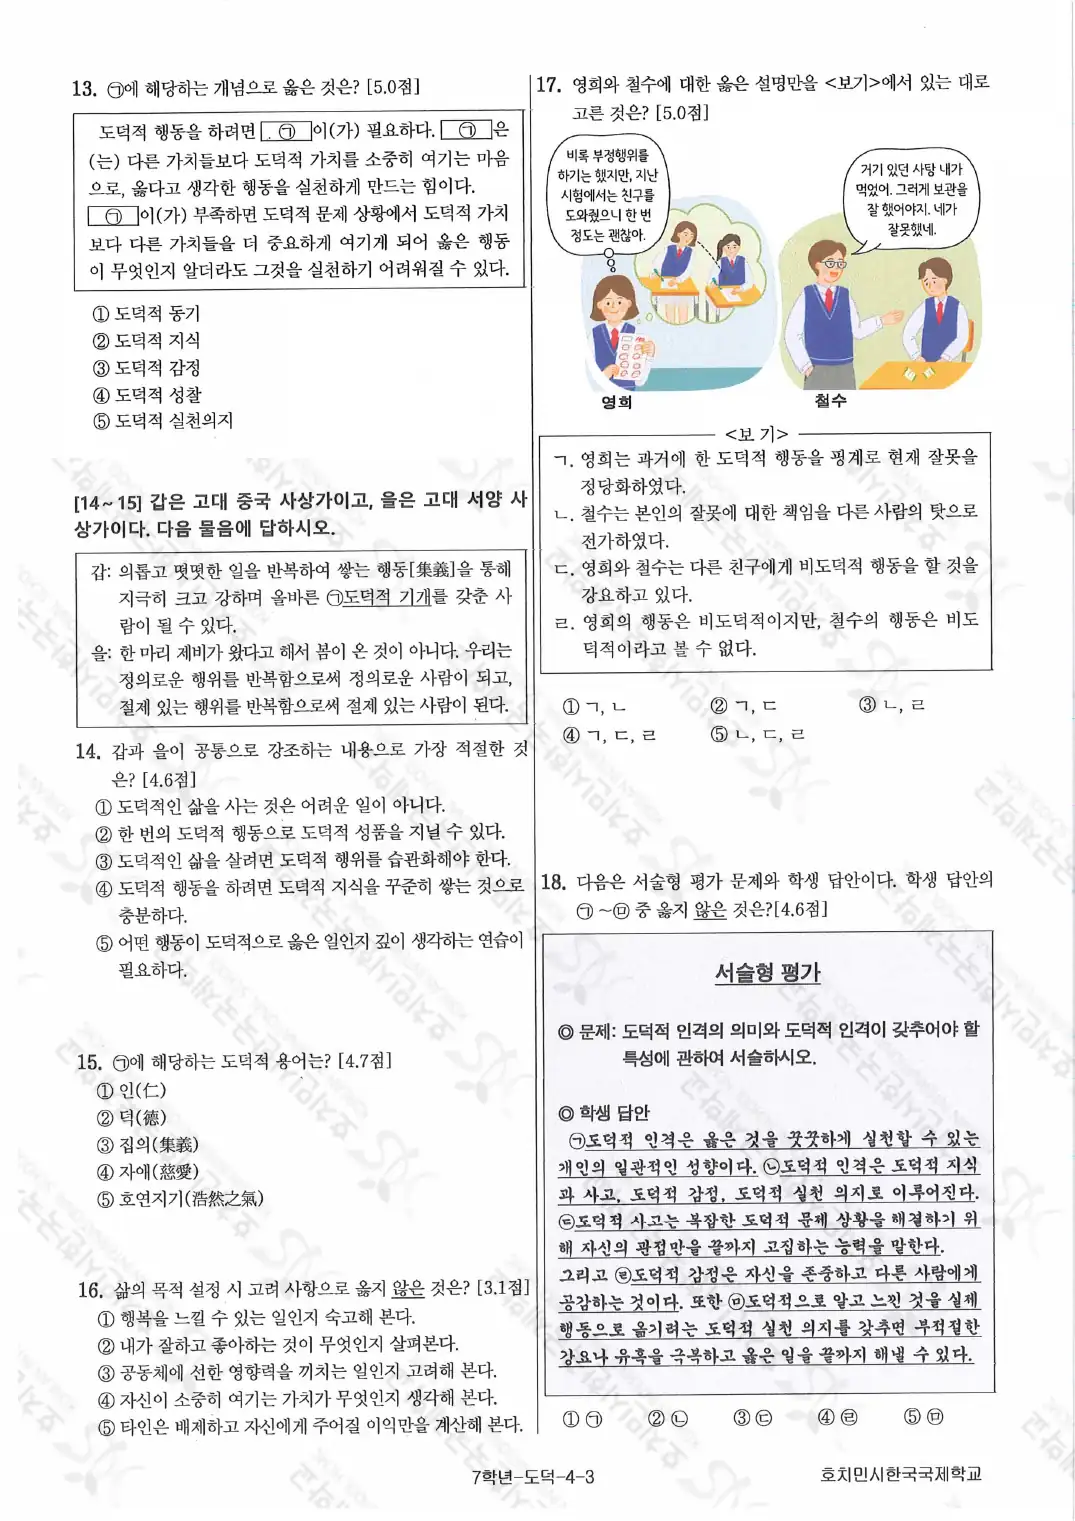 13. ㉠에 해당하는 개념으로 옳은 것은? [5.0점]
도덕적 행동을 하려면 ㉠이(가) 필요하다. ㉠은
(는) 다른 가치들보다 도덕적 가치를 소중히 여기는 마음
으로, 옳다고 생각한 행동을 실천하게 만드는 힘이다.
㉠이(가) 부족하면 도덕적 문제 상황에서 도덕적 가치
보다 다른 가치들을 더 중요하게 여기게 되어 옳은 행동
이 무엇인지 알더라도 그것을 실천하기 어려워질 수 있다.
① 도덕적 동기
② 도덕적 지식
③ 도덕적 감정
④ 도덕적 성찰
⑤ 도덕적 실천의지
[14~15] 갑은 고대 중국 사상가이고, 을은 고대 서양 사
상가이다. 다음 물음에 답하시오.
갑: 의롭고 떳떳한 일을 반복하여 쌓는 행동[集義]을 통해
지극히 크고 강하며 올바른 ㉠도덕적 기개를 갖춘 사
람이 될 수 있다.
을: 한 마리 제비가 왔다고 해서 봄이 온 것이 아니다. 우리는
정의로운 행위를 반복함으로써 정의로운 사람이 되고,
절제 있는 행위를 반복함으로써 절제 있는 사람이 된다.
14. 갑과 을이 공통으로 강조하는 내용으로 가장 적절한 것
은? [4.6점]
① 도덕적인 삶을 사는 것은 어려운 일이 아니다.
② 한 번의 도덕적 행동으로 도덕적 성품을 지닐 수 있다.
③ 도덕적인 삶을 살려면 도덕적 행위를 습관화해야 한다.
④ 도덕적 행동을 하려면 도덕적 지식을 꾸준히 쌓는 것으로
충분하다.
⑤ 어떤 행동이 도덕적으로 옳은 일인지 깊이 생각하는 연습이
필요하다.
15. ㉠에 해당하는 도덕적 용어는? [4.7점]
① 인(仁)
② 덕(德)
③ 집의(集義)
④ 자애(慈愛)
⑤ 호연지기(浩然之氣)
16. 삶의 목적 설정 시 고려 사항으로 옳지 않은 것은? [3.1점]
① 행복을 느낄 수 있는 일인지 숙고해 본다.
② 내가 잘하고 좋아하는 것이 무엇인지 살펴본다.
③ 공동체에 선한 영향력을 끼치는 일인지 고려해 본다.
④ 자신이 소중히 여기는 가치가 무엇인지 생각해 본다.
⑤ 타인은 배제하고 자신에게 주어질 이익만을 계산해 본다.
17. 영희와 철수에 대한 옳은 설명만을 <보기>에서 있는 대로
고른 것은? [5.0점]
비록 부정행위를
하기는 했지만, 지난
시험에서는 친구를
도와줬으니 한 번
정도는 괜찮아.
거기 있던 사탕 내가
먹었어. 그러게 보관을
잘 했어야지. 네가
잘못했네.
영희
철수
<보 기>
ㄱ. 영희는 과거에 한 도덕적 행동을 핑계로 현재 잘못을
정당화하였다.
ㄴ. 철수는 본인의 잘못에 대한 책임을 다른 사람의 탓으로
전가하였다.
ㄷ. 영희와 철수는 다른 친구에게 비도덕적 행동을 할 것을
강요하고 있다.
ㄹ. 영희의 행동은 비도덕적이지만, 철수의 행동은 비도
덕적이라고 볼 수 없다.
① ㄱ, ㄴ ② ㄱ, ㄷ ③ ㄴ, ㄹ
④ ㄱ, ㄷ, ㄹ ⑤ ㄴ, ㄷ, ㄹ
18. 다음은 서술형 평가 문제와 학생 답안이다. 학생 답안의
㉠ ~㉤ 중 옳지 않은 것은?[4.6점]
서술형 평가
◎ 문제: 도덕적 인격의 의미와 도덕적 인격이 갖추어야 할
특성에 관하여 서술하시오.
◎ 학생 답안
㉠도덕적 인격은 옳은 것을 꿋꿋하게 실천할 수 있는
개인의 일관적인 성향이다. ㉡도덕적 인격은 도덕적 지식
과 사고, 도덕적 감정, 도덕적 실천 의지로 이루어진다.
㉢도덕적 사고는 복잡한 도덕적 문제 상황을 해결하기 위
해 자신의 관점만을 끝까지 고집하는 능력을 말한다.
그리고 ㉣도덕적 감정은 자신을 존중하고 다른 사람에게
공감하는 것이다. 또한 ㉤도덕적으로 알고 느낀 것을 실제
행동으로 옮기려는 도덕적 실천 의지를 갖추면 부적절한
강요나 유혹을 극복하고 옳은 일을 끝까지 해낼 수 있다.
① ㉠ ② ㉡ ③ ㉢ ④ ㉣ ⑤ ㉤
7학년-도덕-4-3
호치민시한국국제학교